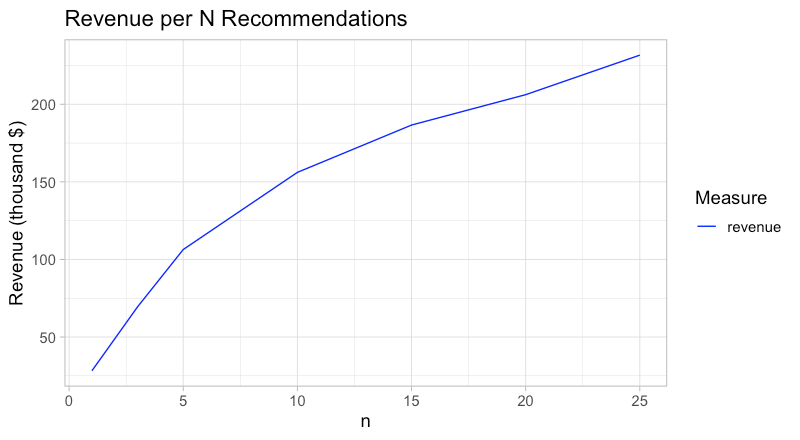 Revenue per N Recommendations
Revenue (thousand $)
200
150
100
50
0 5 10 15 20 25
n
Measure
revenue